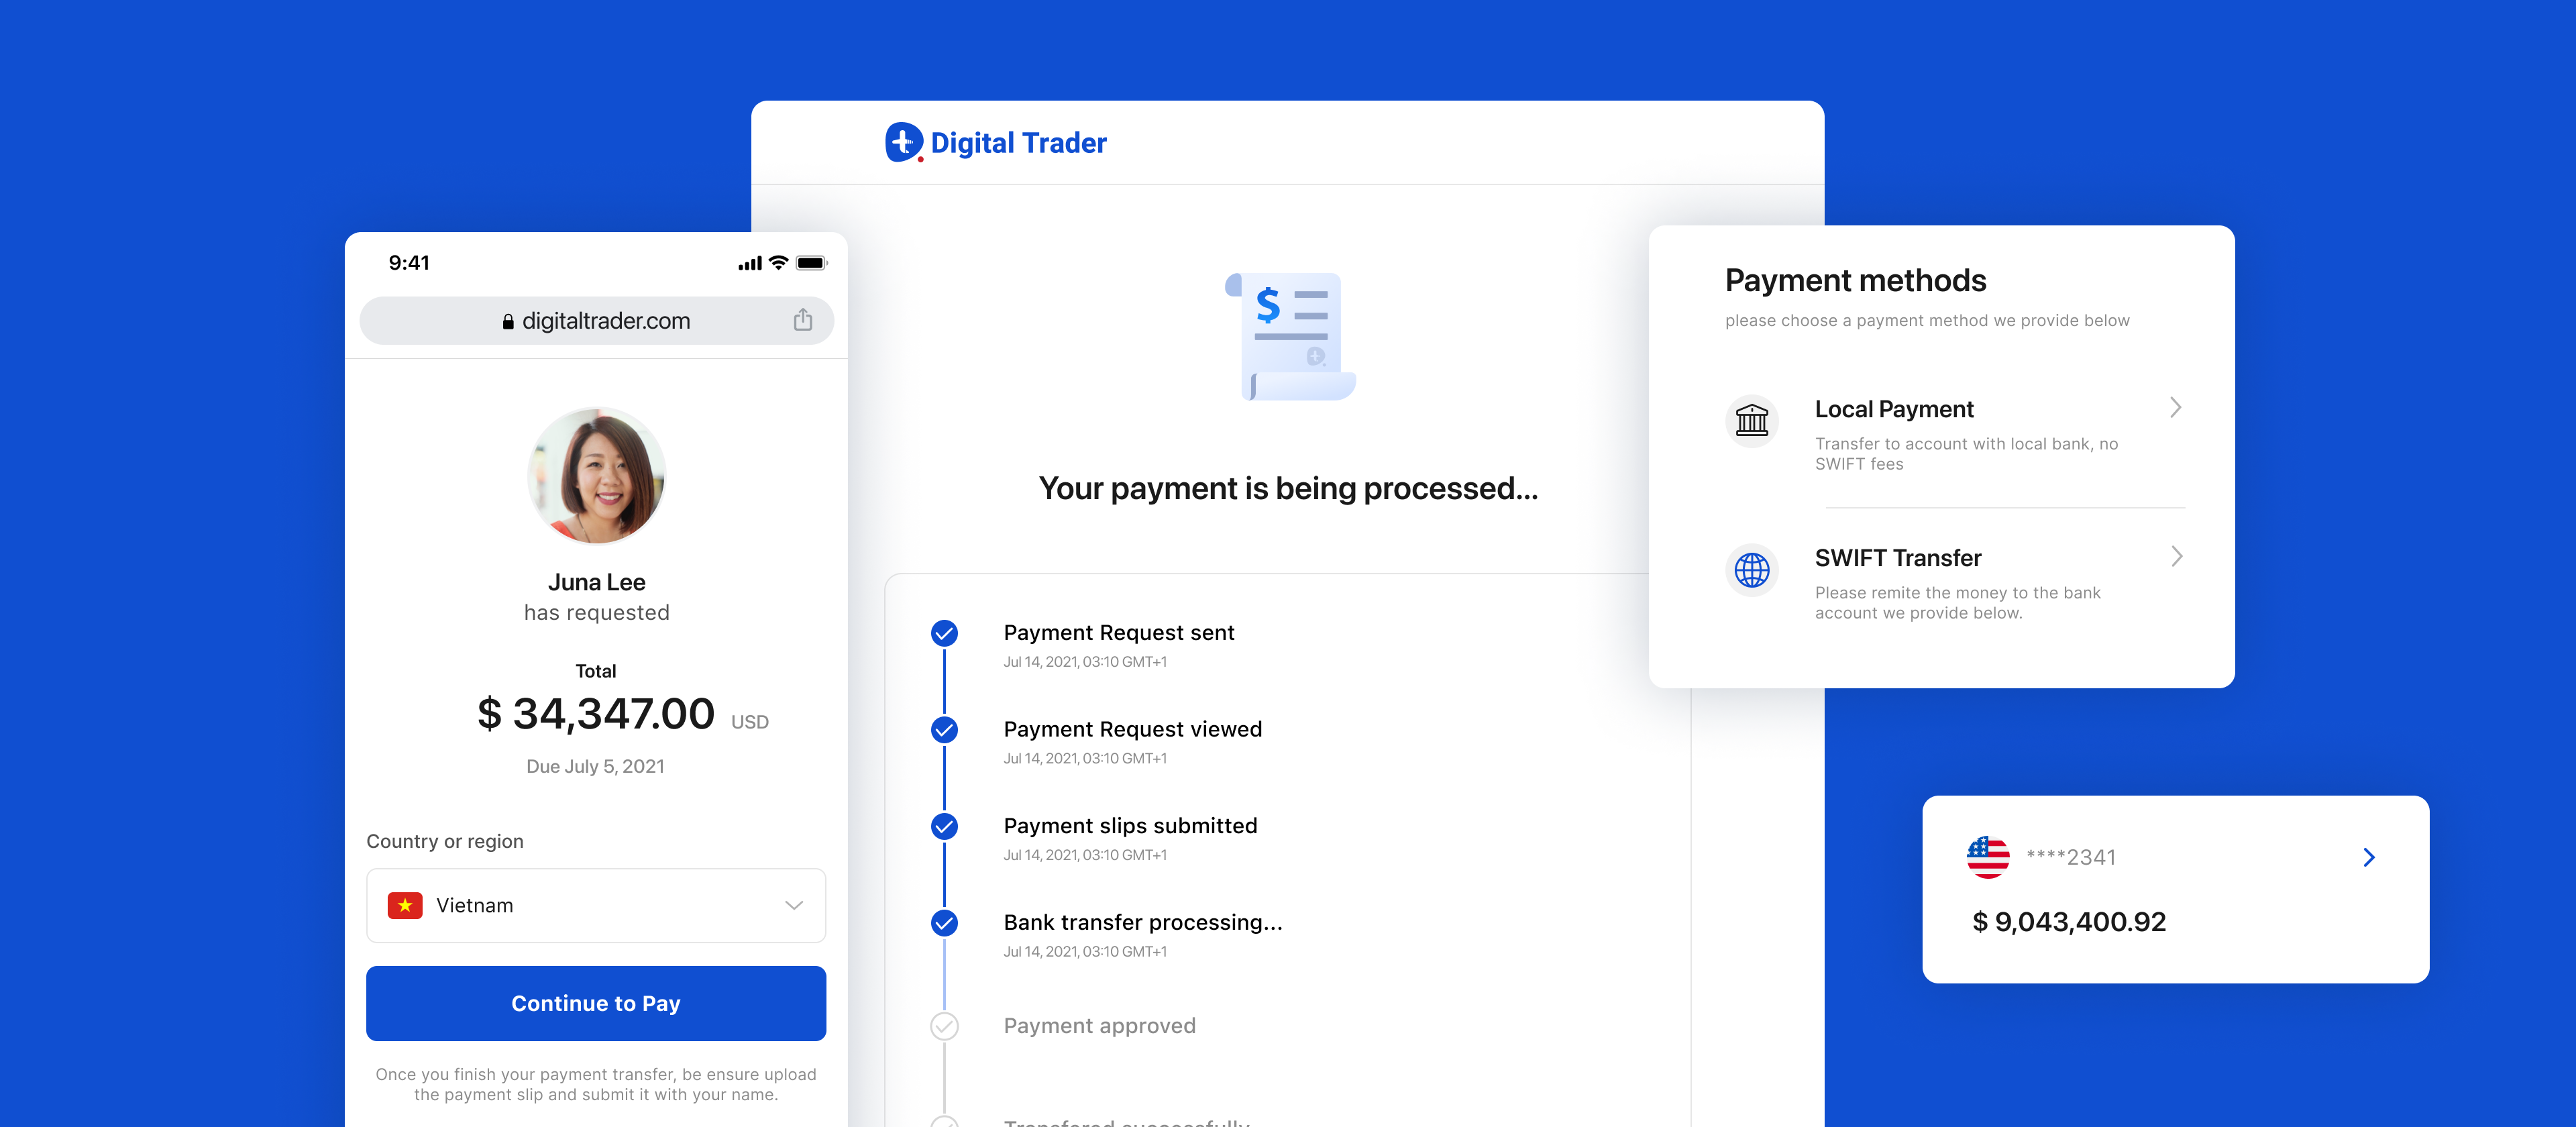 Digital Trader
9:41
digitaltrader.com
Juna Lee
has requested
Total
$ 34,347.00 USD
Due July 5, 2021
Country or region
Vietnam
Continue to Pay
Once you finish your payment transfer, be ensure upload
the payment slip and submit it with your name.
$
Your payment is being processed...
Payment Request sent
Jul 14, 2021, 03:10 GMT+1
Payment Request viewed
Jul 14, 2021, 03:10 GMT+1
Payment slips submitted
Jul 14, 2021, 03:10 GMT+1
Bank transfer processing...
Jul 14, 2021, 03:10 GMT+1
Payment approved
Transfered successfully
Payment methods
please choose a payment method we provide below
Local Payment
Transfer to account with local bank, no
SWIFT fees
SWIFT Transfer
Please remite the money to the bank
account we provide below.
****2341
$ 9,043,400.92